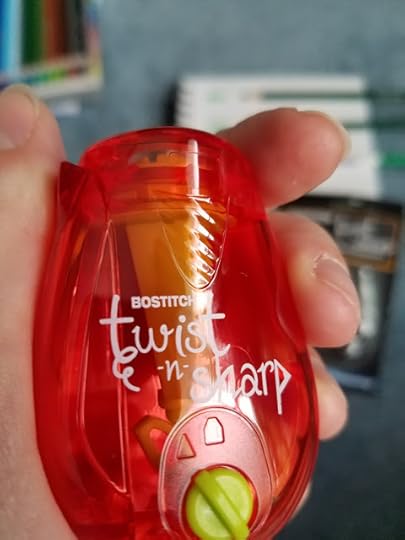 BOSTITCH
twist
-n-
sharp